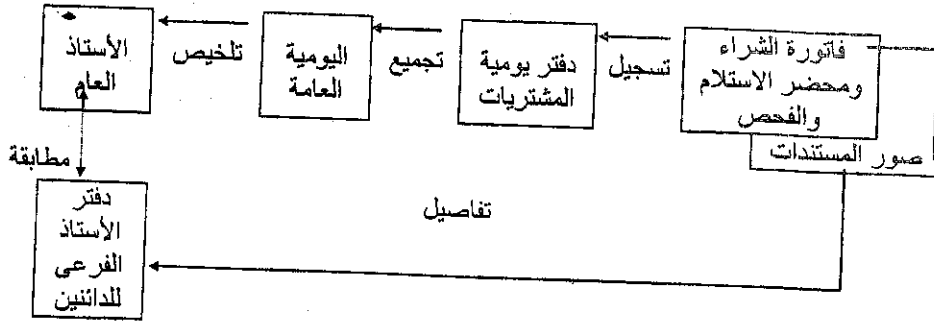 فاتورة الشراء
ومحضر الاستلام
والفحص
صور المستندات
تسجيل
دفتر يومية
المشتريات
تجميع
اليومية
العامة
تلخيص
الأستاذ
العام
مطابقة
دفتر
الأستاذ
الفرعي
للدائنين
تفاصيل